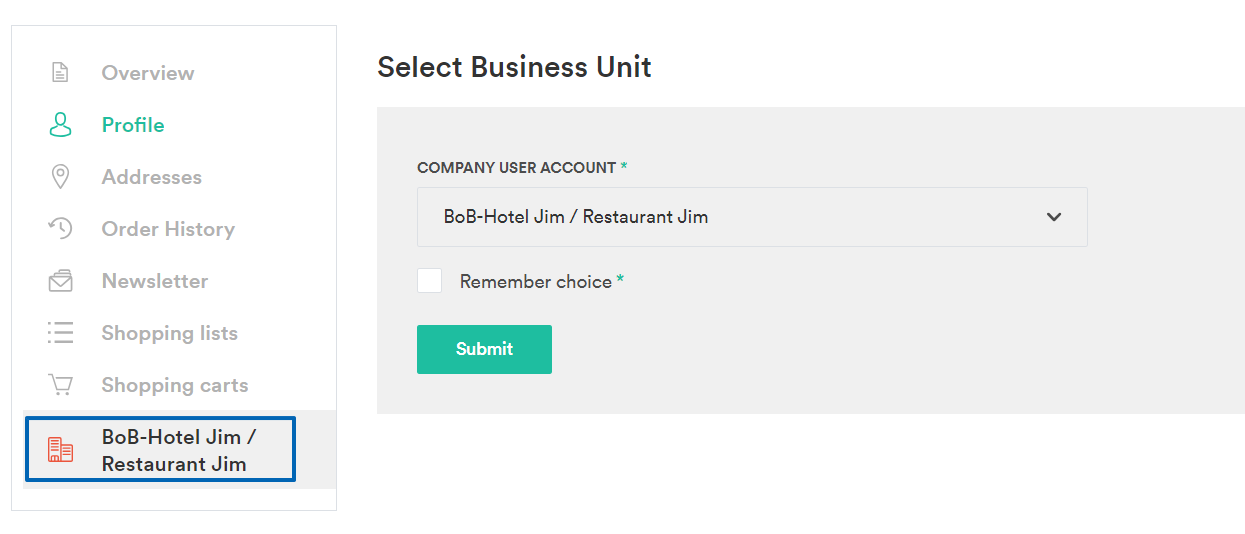 Overview
Profile
Addresses
Order History
Newsletter
Shopping lists
Shopping carts
BoB-Hotel Jim /
Restaurant Jim
Select Business Unit
COMPANY USER ACCOUNT *
BoB-Hotel Jim / Restaurant Jim
Remember choice *
Submit